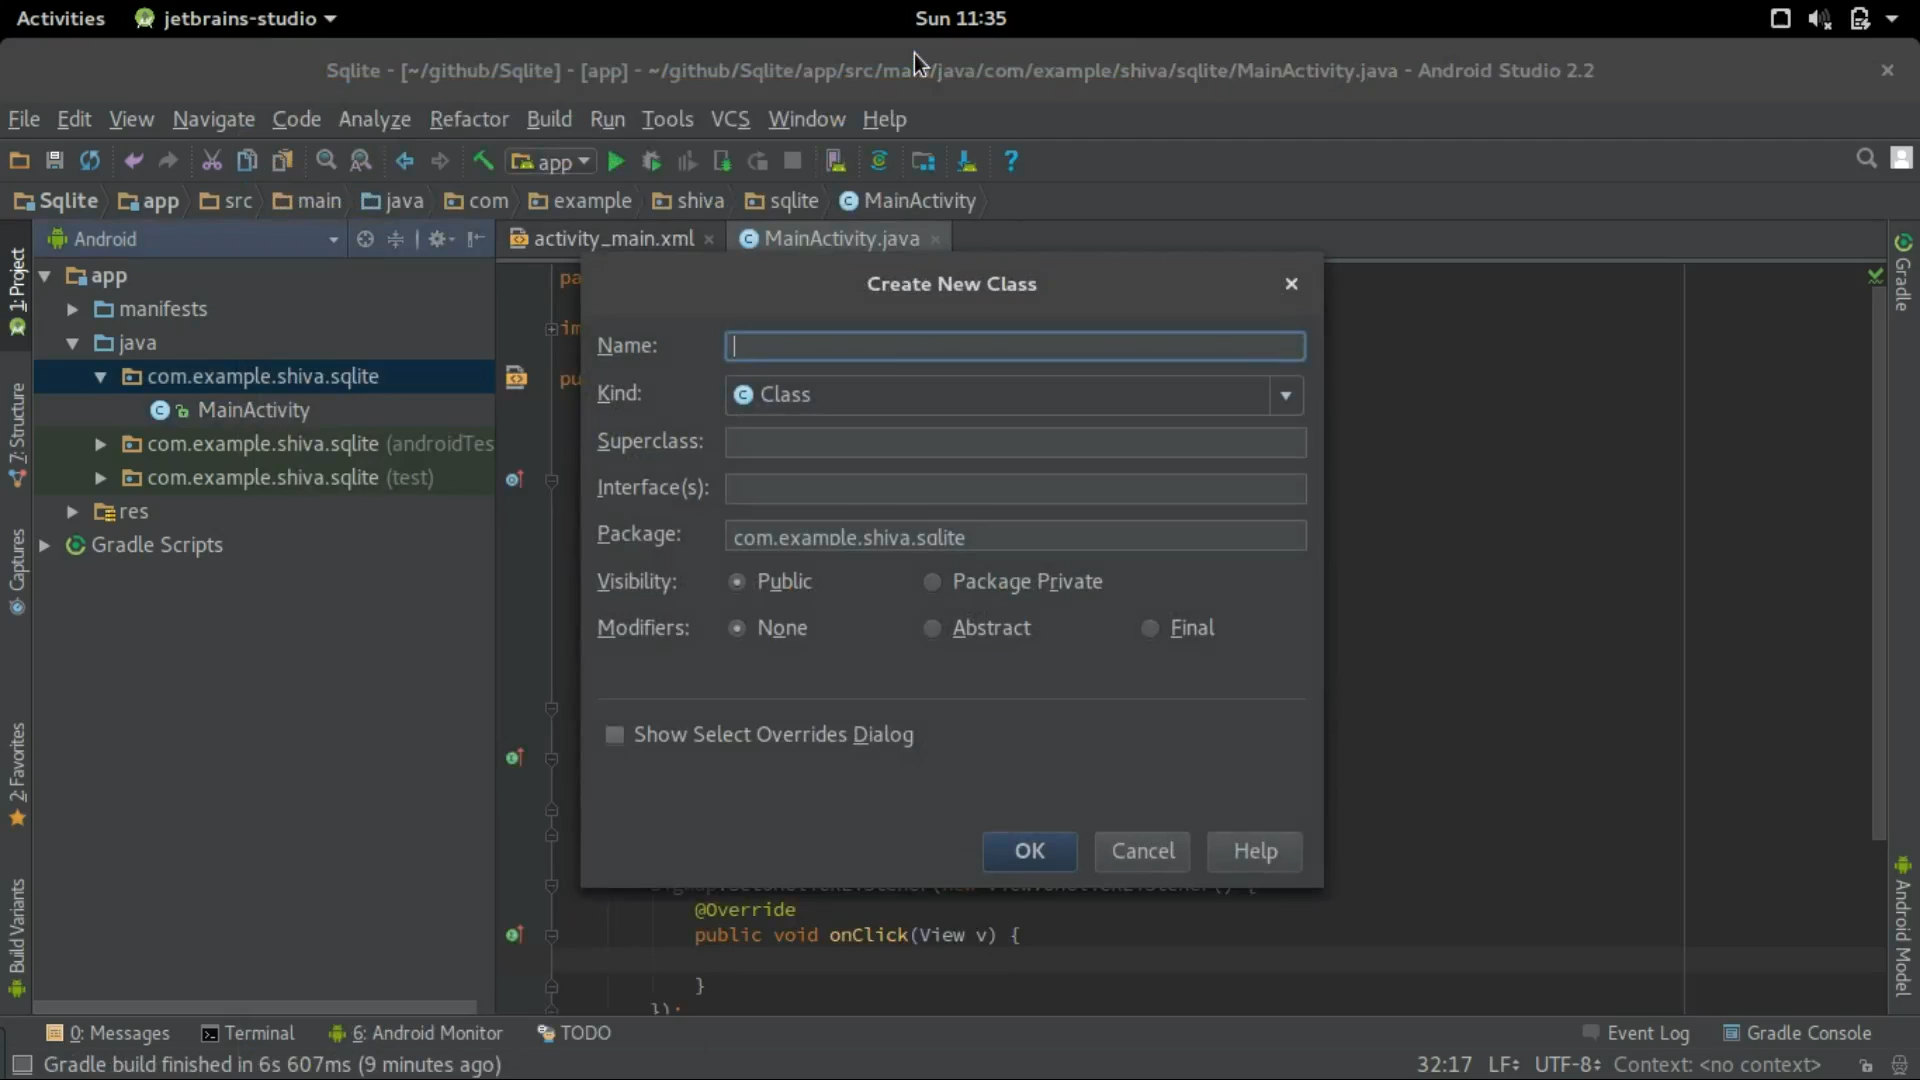 Activities jetbrains-studio Sun 11:35
Sqlite - [~/github/Sqlite] - [app] - ~/github/Sqlite/app/src/main/java/com/example/shiva/sqlite/MainActivity.java - Android Studio 2.2
File Edit View Navigate Code Analyze Refactor Build Run Tools VCS Window Help
app
Sqlite app src main java com example shiva sqlite MainActivity
Android activity_main.xml MainActivity.java
1: Project
7: Structure
Captures
2: Favorites
Build Variants
app
manifests
java
com.example.shiva.sqlite
MainActivity
com.example.shiva.sqlite (androidTes
com.example.shiva.sqlite (test)
res
Gradle Scripts
pa
im
pu
Create New Class
Name:
Kind: Class
Superclass:
Interface(s):
Package: com.example.shiva.sqlite
Visibility: Public Package Private
Modifiers: None Abstract Final
Show Select Overrides Dialog
OK Cancel Help
@Override
public void onClick(View v) {
}
});
Gradle
Android Model
0: Messages Terminal 6: Android Monitor TODO Event Log Gradle Console
Gradle build finished in 6s 607ms (9 minutes ago) 32:17 LF UTF-8 Context: <no context>